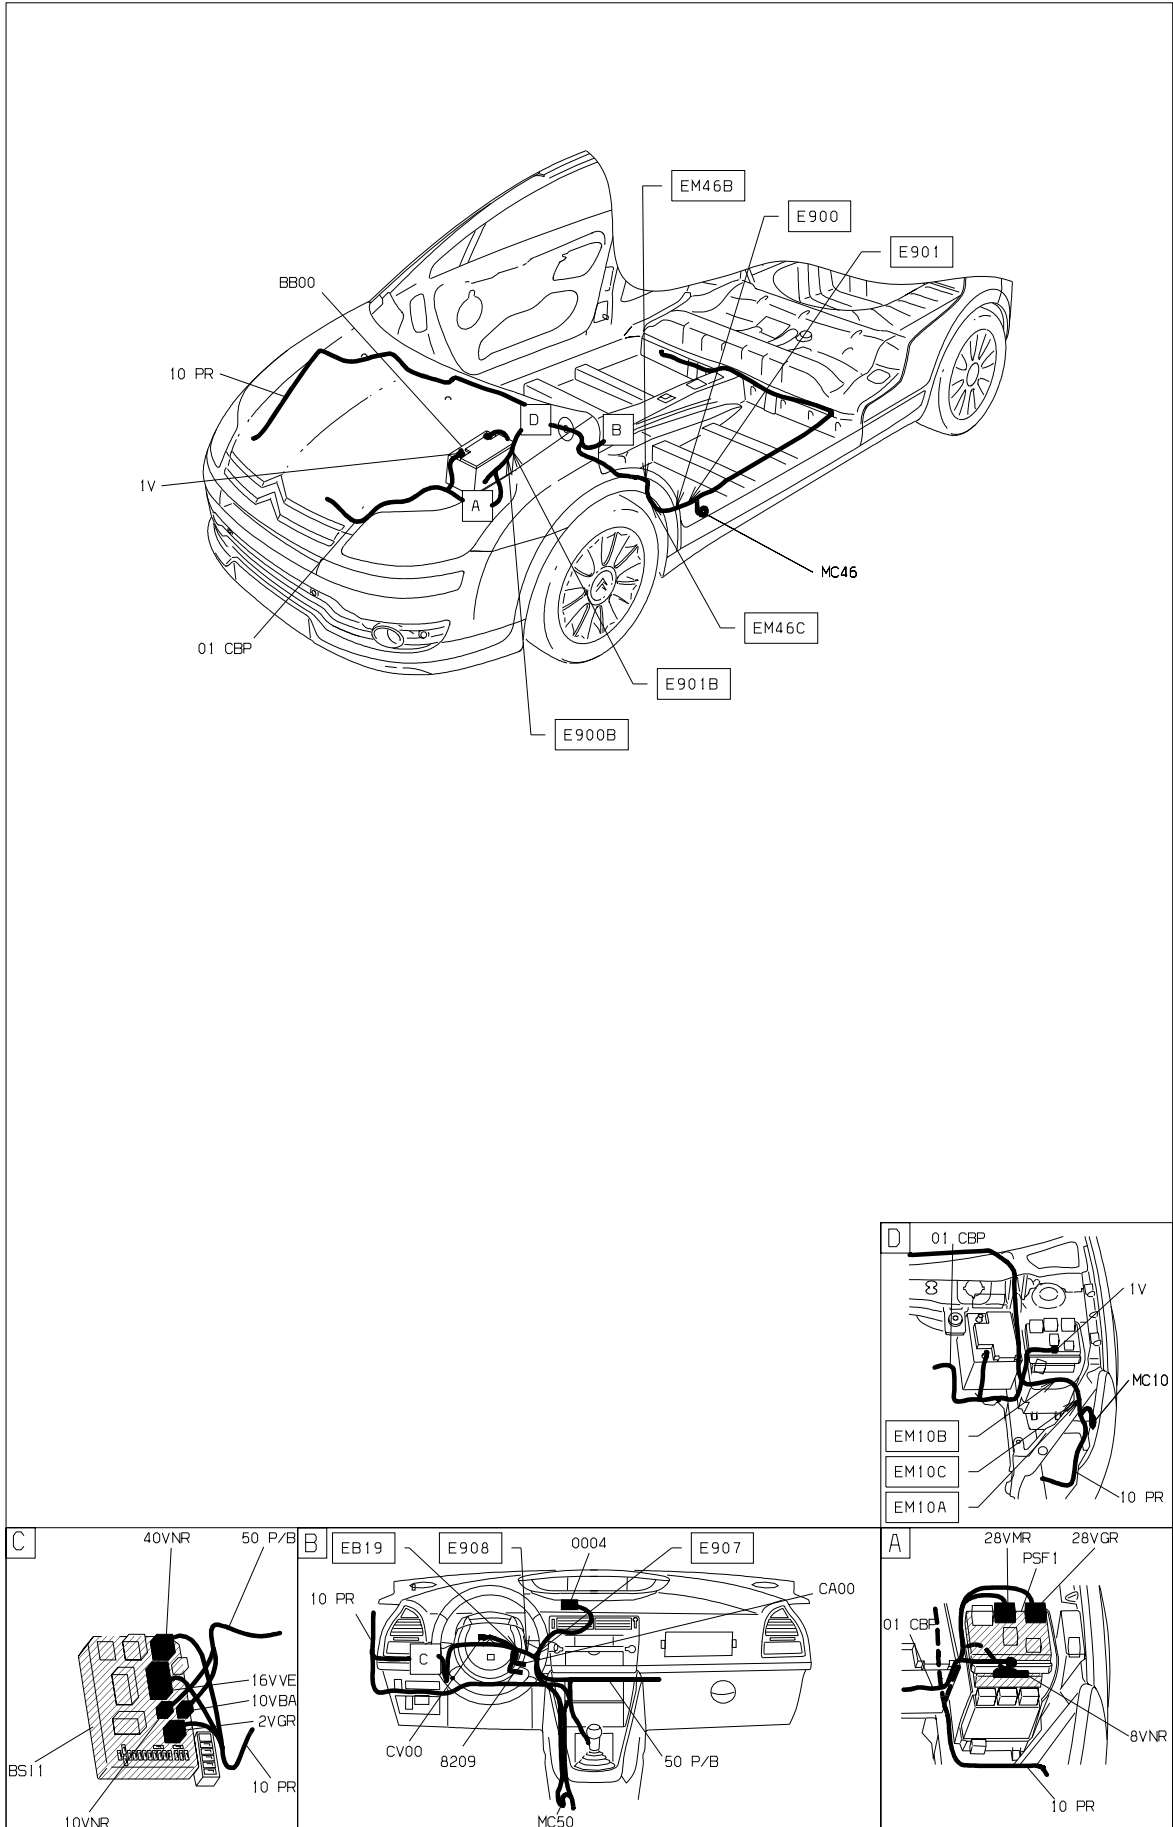 EM46B
E900
E901
BB00
10 PR
D
B
1V
A
MC46
EM46C
01 CBP
E901B
E900B
D
01 CBP
1V
MC10
EM10B
EM10C
EM10A
10 PR
C
40VNR
50 P/B
16VVE
10VBA
2VGR
BSI1
10 PR
10VNR
B
EB19
E908
0004
E907
10 PR
CA00
C
CV00
8209
50 P/B
MC50
A
28VMR
28VGR
PSF1
01 CBP
8VNR
10 PR